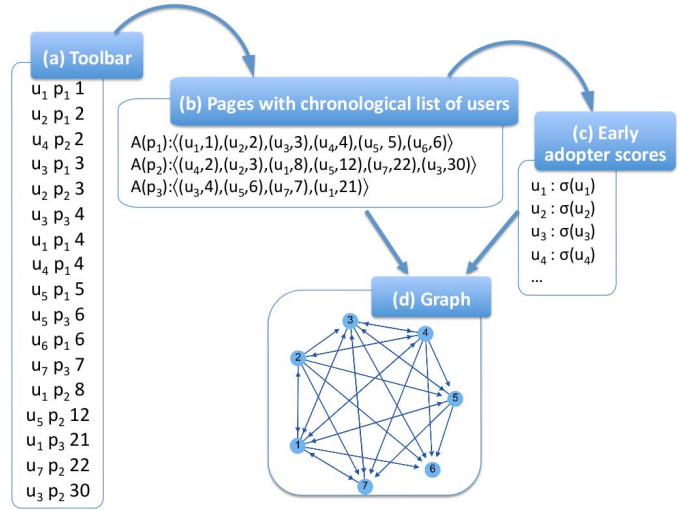 (a) Toolbar
u₁ p₁ 1
u₂ p₁ 2
u₄ p₂ 2
u₃ p₁ 3
u₂ p₂ 3
u₃ p₃ 4
u₁ p₁ 4
u₄ p₁ 4
u₅ p₁ 5
u₅ p₃ 6
u₆ p₁ 6
u₇ p₃ 7
u₁ p₂ 8
u₅ p₂ 12
u₁ p₃ 21
u₇ p₂ 22
u₃ p₂ 30
(b) Pages with chronological list of users
A(p₁):⟨(u₁,1),(u₂,2),(u₃,3),(u₄,4),(u₅, 5),(u₆,6)⟩
A(p₂):⟨(u₄,2),(u₂,3),(u₁,8),(u₅,12),(u₇,22),(u₃,30)⟩
A(p₃):⟨(u₃,4),(u₅,6),(u₇,7),(u₁,21)⟩
(c) Early
adopter scores
u₁ : σ(u₁)
u₂ : σ(u₂)
u₃ : σ(u₃)
u₄ : σ(u₄)
...
(d) Graph
3
4
2
5
1
6
7